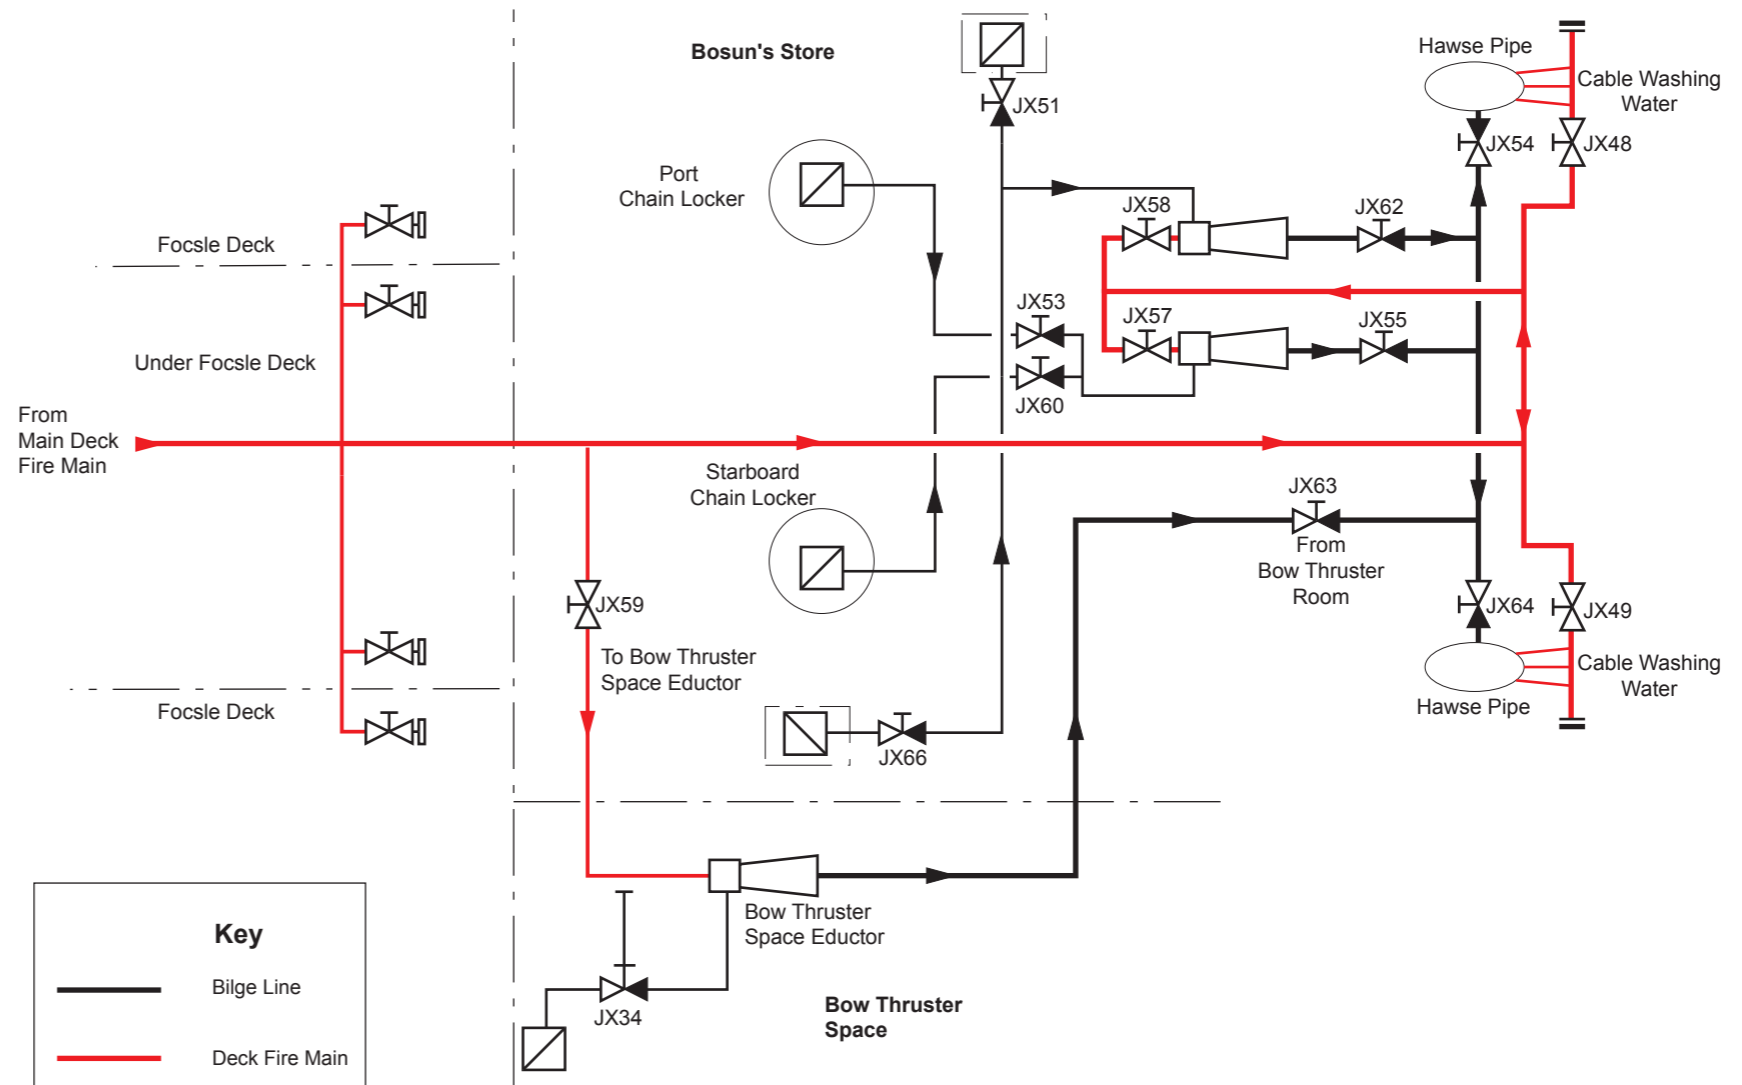 Bosun's Store
Hawse Pipe
Cable Washing
Water
JX51
JX54
JX48
Port
Chain Locker
JX58
JX62
Focsle Deck
JX53
JX57
JX55
Under Focsle Deck
JX60
From
Main Deck
Fire Main
Starboard
Chain Locker
JX63
From
Bow Thruster
Room
JX59
JX64
JX49
To Bow Thruster
Space Eductor
Cable Washing
Water
Focsle Deck
Hawse Pipe
JX66
Bow Thruster
Space Eductor
Key
Bilge Line
JX34
Bow Thruster
Space
Deck Fire Main